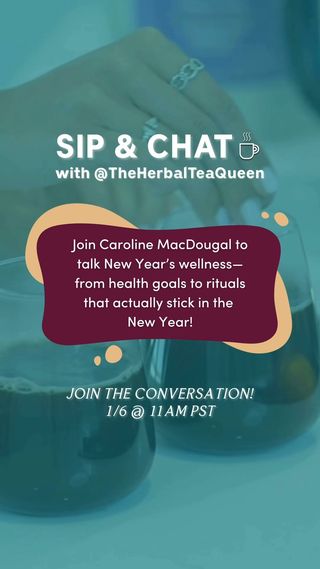 SIP & CHAT
with @TheHerbalTeaQueen
Join Caroline MacDougal to
talk New Year's wellness—
from health goals to rituals
that actually stick in the
New Year!
JOIN THE CONVERSATION!
1/6 @ 11AM PST